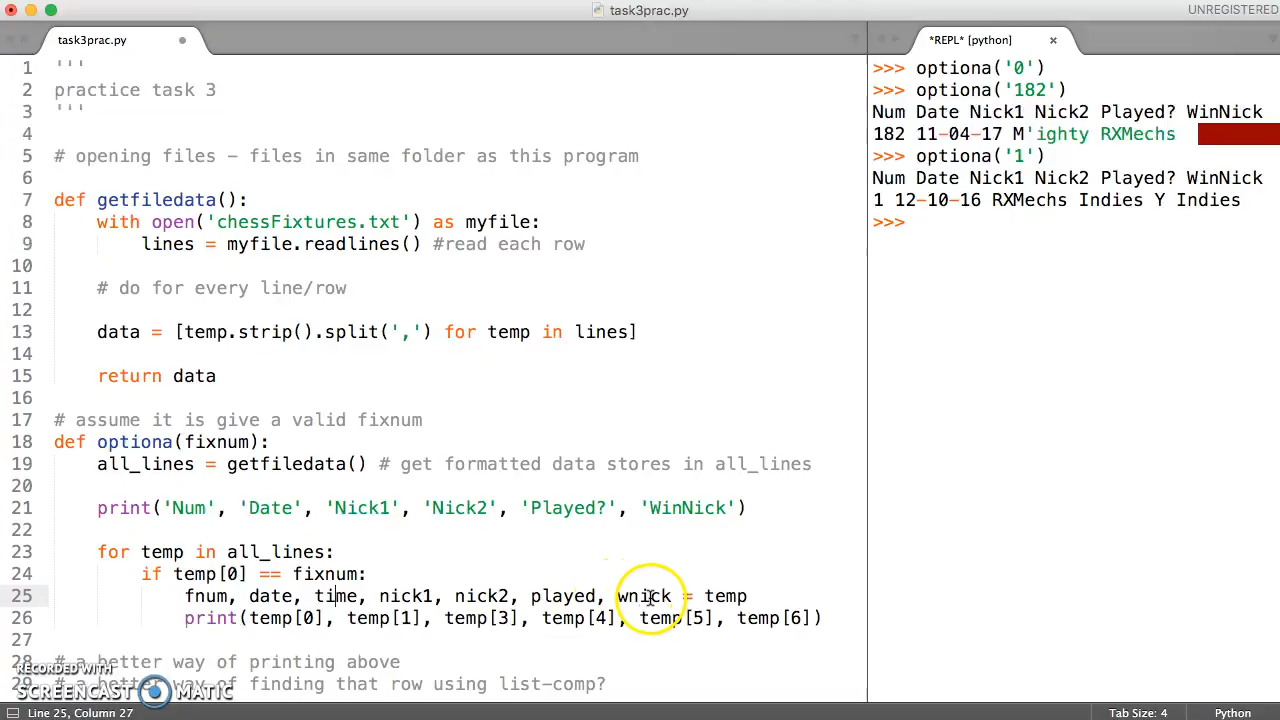 task3prac.py
UNREGISTERED
task3prac.py
*REPL* [python]
1 '''
2 practice task 3
3 '''
4
5 # opening files - files in same folder as this program
6
7 def getfiledata():
8 with open('chessFixtures.txt') as myfile:
9 lines = myfile.readlines() #read each row
10
11 # do for every line/row
12
13 data = [temp.strip().split(',') for temp in lines]
14
15 return data
16
17 # assume it is give a valid fixnum
18 def optiona(fixnum):
19 all_lines = getfiledata() # get formatted data stores in all_lines
20
21 print('Num', 'Date', 'Nick1', 'Nick2', 'Played?', 'WinNick')
22
23 for temp in all_lines:
24 if temp[0] == fixnum:
25 fnum, date, time, nick1, nick2, played, wnick = temp
26 print(temp[0], temp[1], temp[3], temp[4], temp[5], temp[6])
27
28 # a better way of printing above
29 # a better way of finding that row using list-comp?
>>> optiona('0')
>>> optiona('182')
Num Date Nick1 Nick2 Played? WinNick
182 11-04-17 M'ighty RXMechs
>>> optiona('1')
Num Date Nick1 Nick2 Played? WinNick
1 12-10-16 RXMechs Indies Y Indies
>>>
RECORDED WITH
SCREENCAST MATIC
Line 25, Column 27
Tab Size: 4
Python